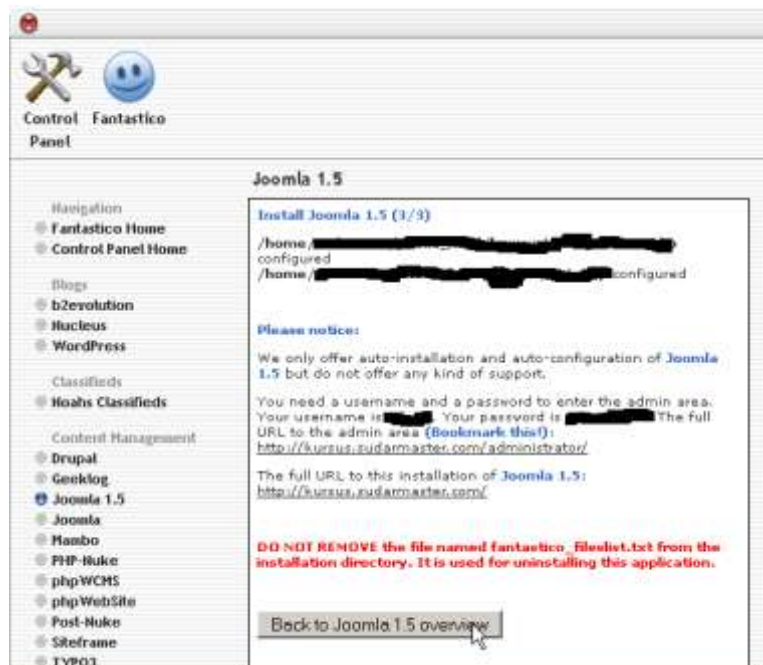 Control Fantastico
Panel
Joomla 1.5
Navigation
Fantastico Home
Control Panel Home
Blogs
b2evolution
Nucleus
WordPress
Classifieds
Noahs Classifieds
Content Management
Drupal
Geeklog
Joomla 1.5
Joomla
Mambo
PHP-Nuke
phpWCMS
phpWebSite
Post-Nuke
Siteframe
TYPO3
Install Joomla 1.5 (3/3)
/home/
configured
/home/ configured
Please notice:
We only offer auto-installation and auto-configuration of Joomla
1.5 but do not offer any kind of support.
You need a username and a password to enter the admin area.
Your username is . Your password is The full
URL to the admin area (Bookmark this!):
http://kursus.sudarmaster.com/administrator/
The full URL to this installation of Joomla 1.5:
http://kursus.sudarmaster.com/
DO NOT REMOVE the file named fantastico_fileslist.txt from the
installation directory. It is used for uninstalling this application.
Back to Joomla 1.5 overview